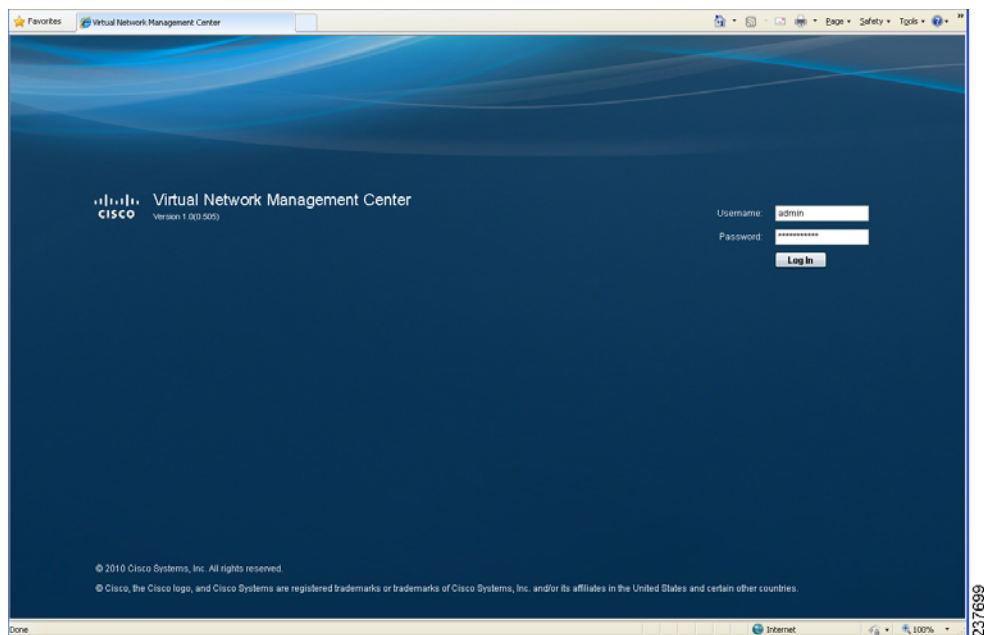 Favorites
Virtual Network Management Center
Page
Safety
Tools
»
CISCO
Virtual Network Management Center
Version 1.0(0.505)
Username:
admin
Password:
***********
Log In
© 2010 Cisco Systems, Inc. All rights reserved.
© Cisco, the Cisco logo, and Cisco Systems are registered trademarks or trademarks of Cisco Systems, Inc. and/or its affiliates in the United States and certain other countries.
Done
Internet
100%
237699